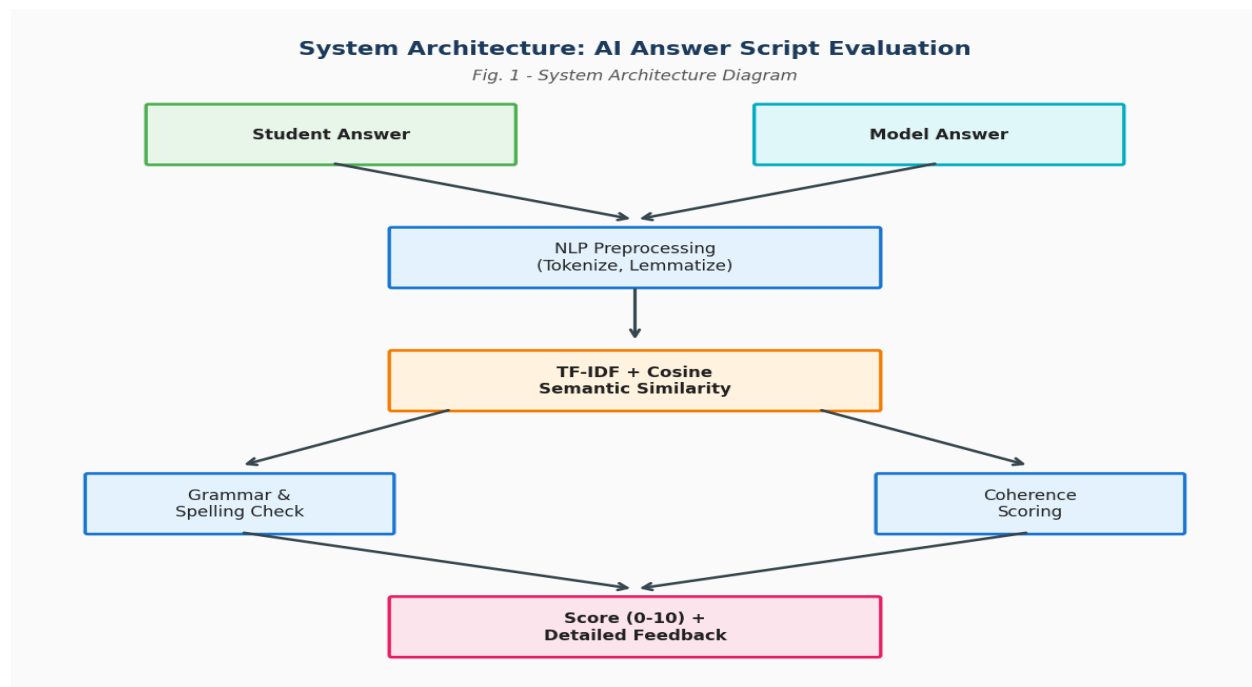 System Architecture: AI Answer Script Evaluation
Fig. 1 - System Architecture Diagram
Student Answer
Model Answer
NLP Preprocessing
(Tokenize, Lemmatize)
TF-IDF + Cosine
Semantic Similarity
Grammar &
Spelling Check
Coherence
Scoring
Score (0-10) +
Detailed Feedback